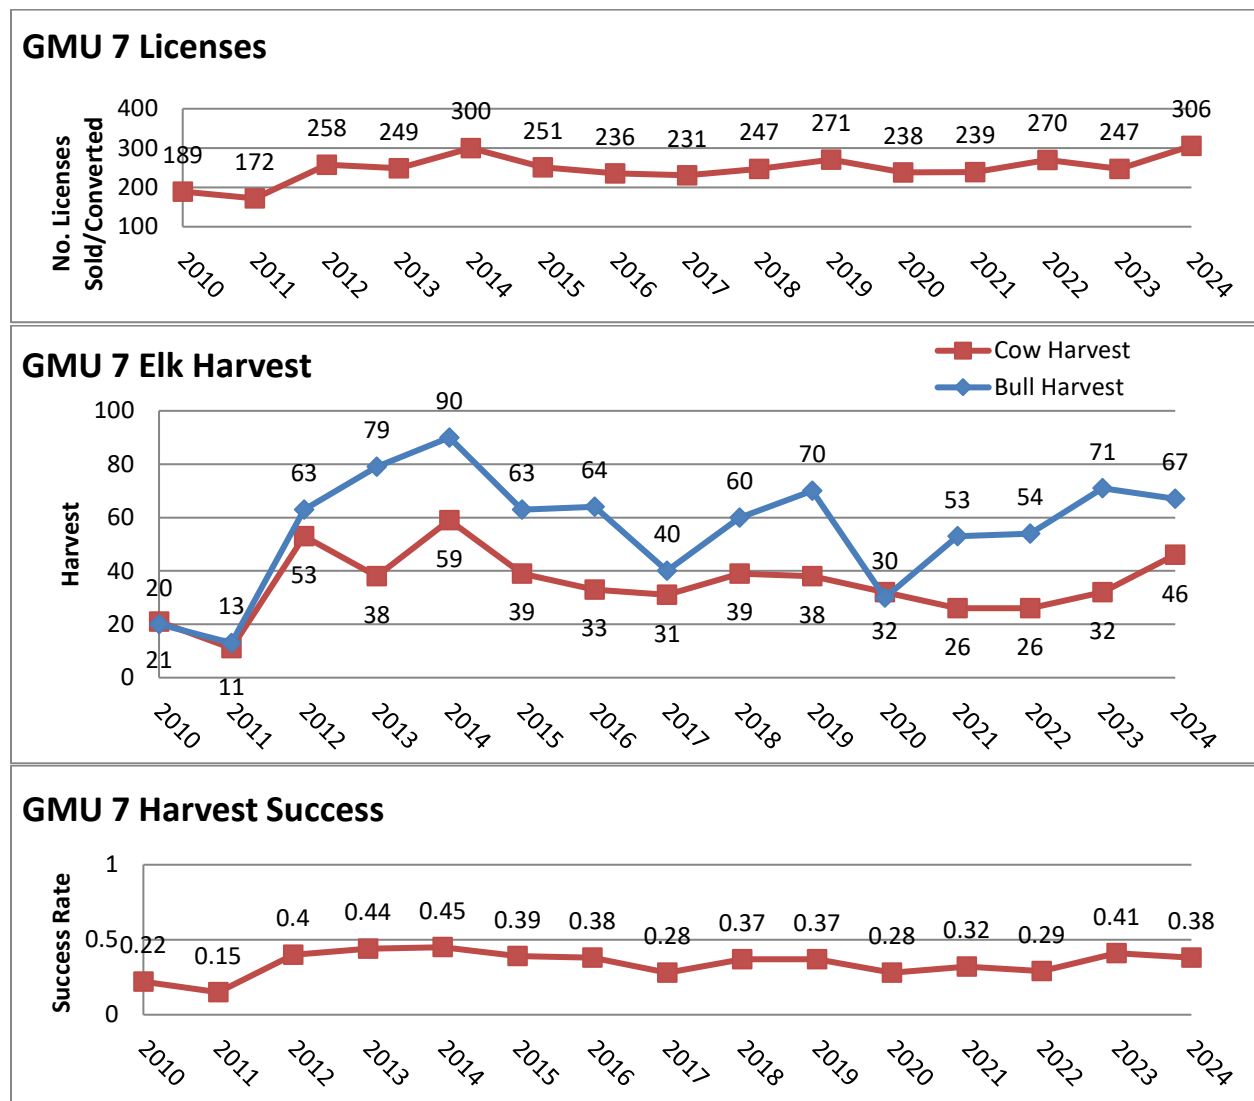 GMU 7 Licenses
No. Licenses
Sold/Converted
400
300
200
100
189 172 258 249 300 251 236 231 247 271 238 239 270 247 306
2010 2011 2012 2013 2014 2015 2016 2017 2018 2019 2020 2021 2022 2023 2024
GMU 7 Elk Harvest
Cow Harvest
Bull Harvest
Harvest
100
80
60
40
20
0
20 13 63 79 90 63 64 40 60 70 30 53 54 71 67
21 11 53 38 59 39 33 31 39 38 32 26 26 32 46
2010 2011 2012 2013 2014 2015 2016 2017 2018 2019 2020 2021 2022 2023 2024
GMU 7 Harvest Success
Success Rate
1
0.5
0
0.22 0.15 0.4 0.44 0.45 0.39 0.38 0.28 0.37 0.37 0.28 0.32 0.29 0.41 0.38
2010 2011 2012 2013 2014 2015 2016 2017 2018 2019 2020 2021 2022 2023 2024